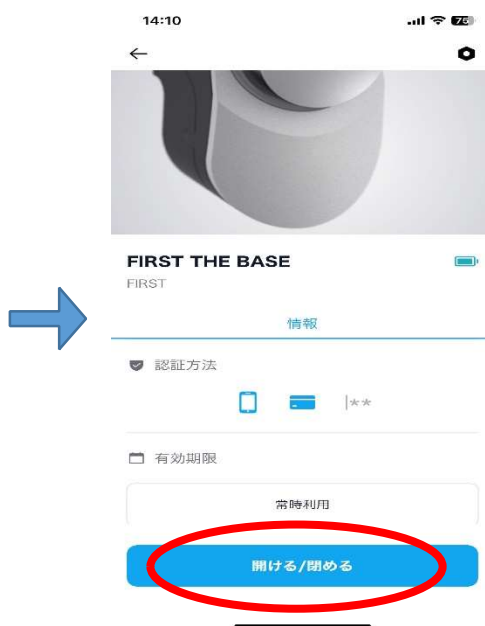 14:10
75
FIRST THE BASE
FIRST
情報
認証方法
|**
有効期限
常時利用
開ける/閉める